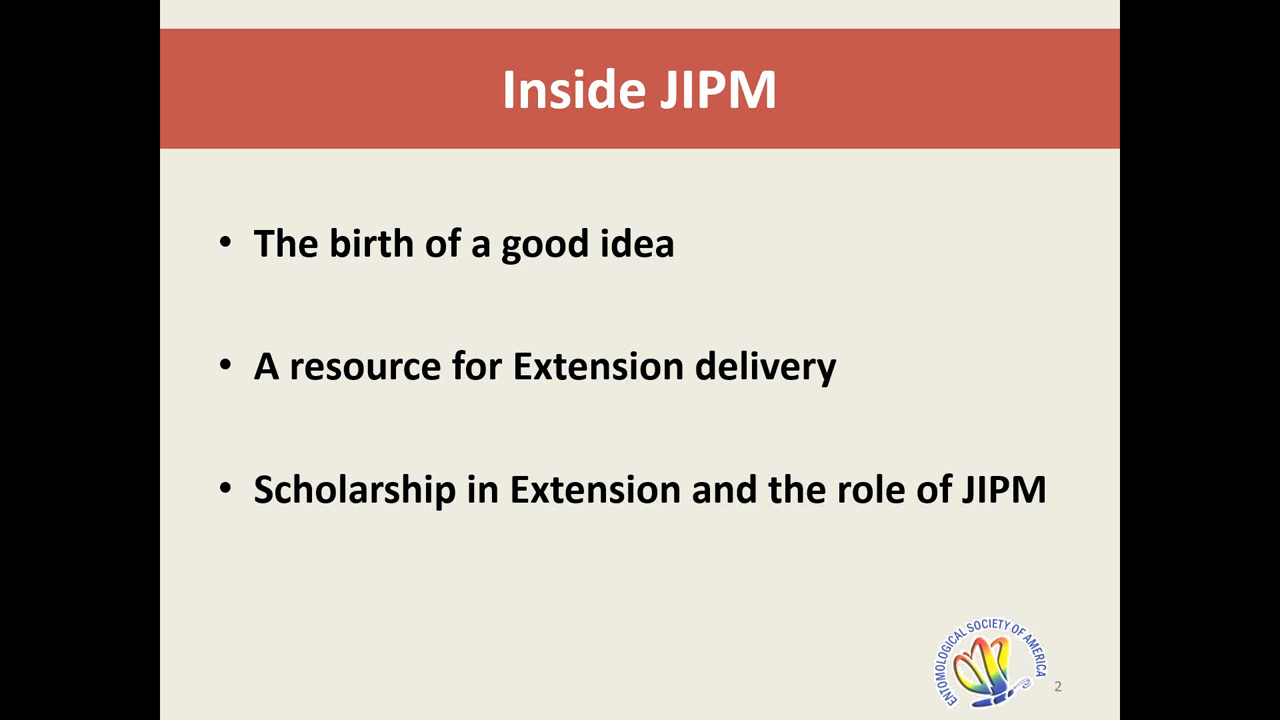 Inside JIPM
• The birth of a good idea
• A resource for Extension delivery
• Scholarship in Extension and the role of JIPM
ENTOMOLOGICAL SOCIETY OF AMERICA
2